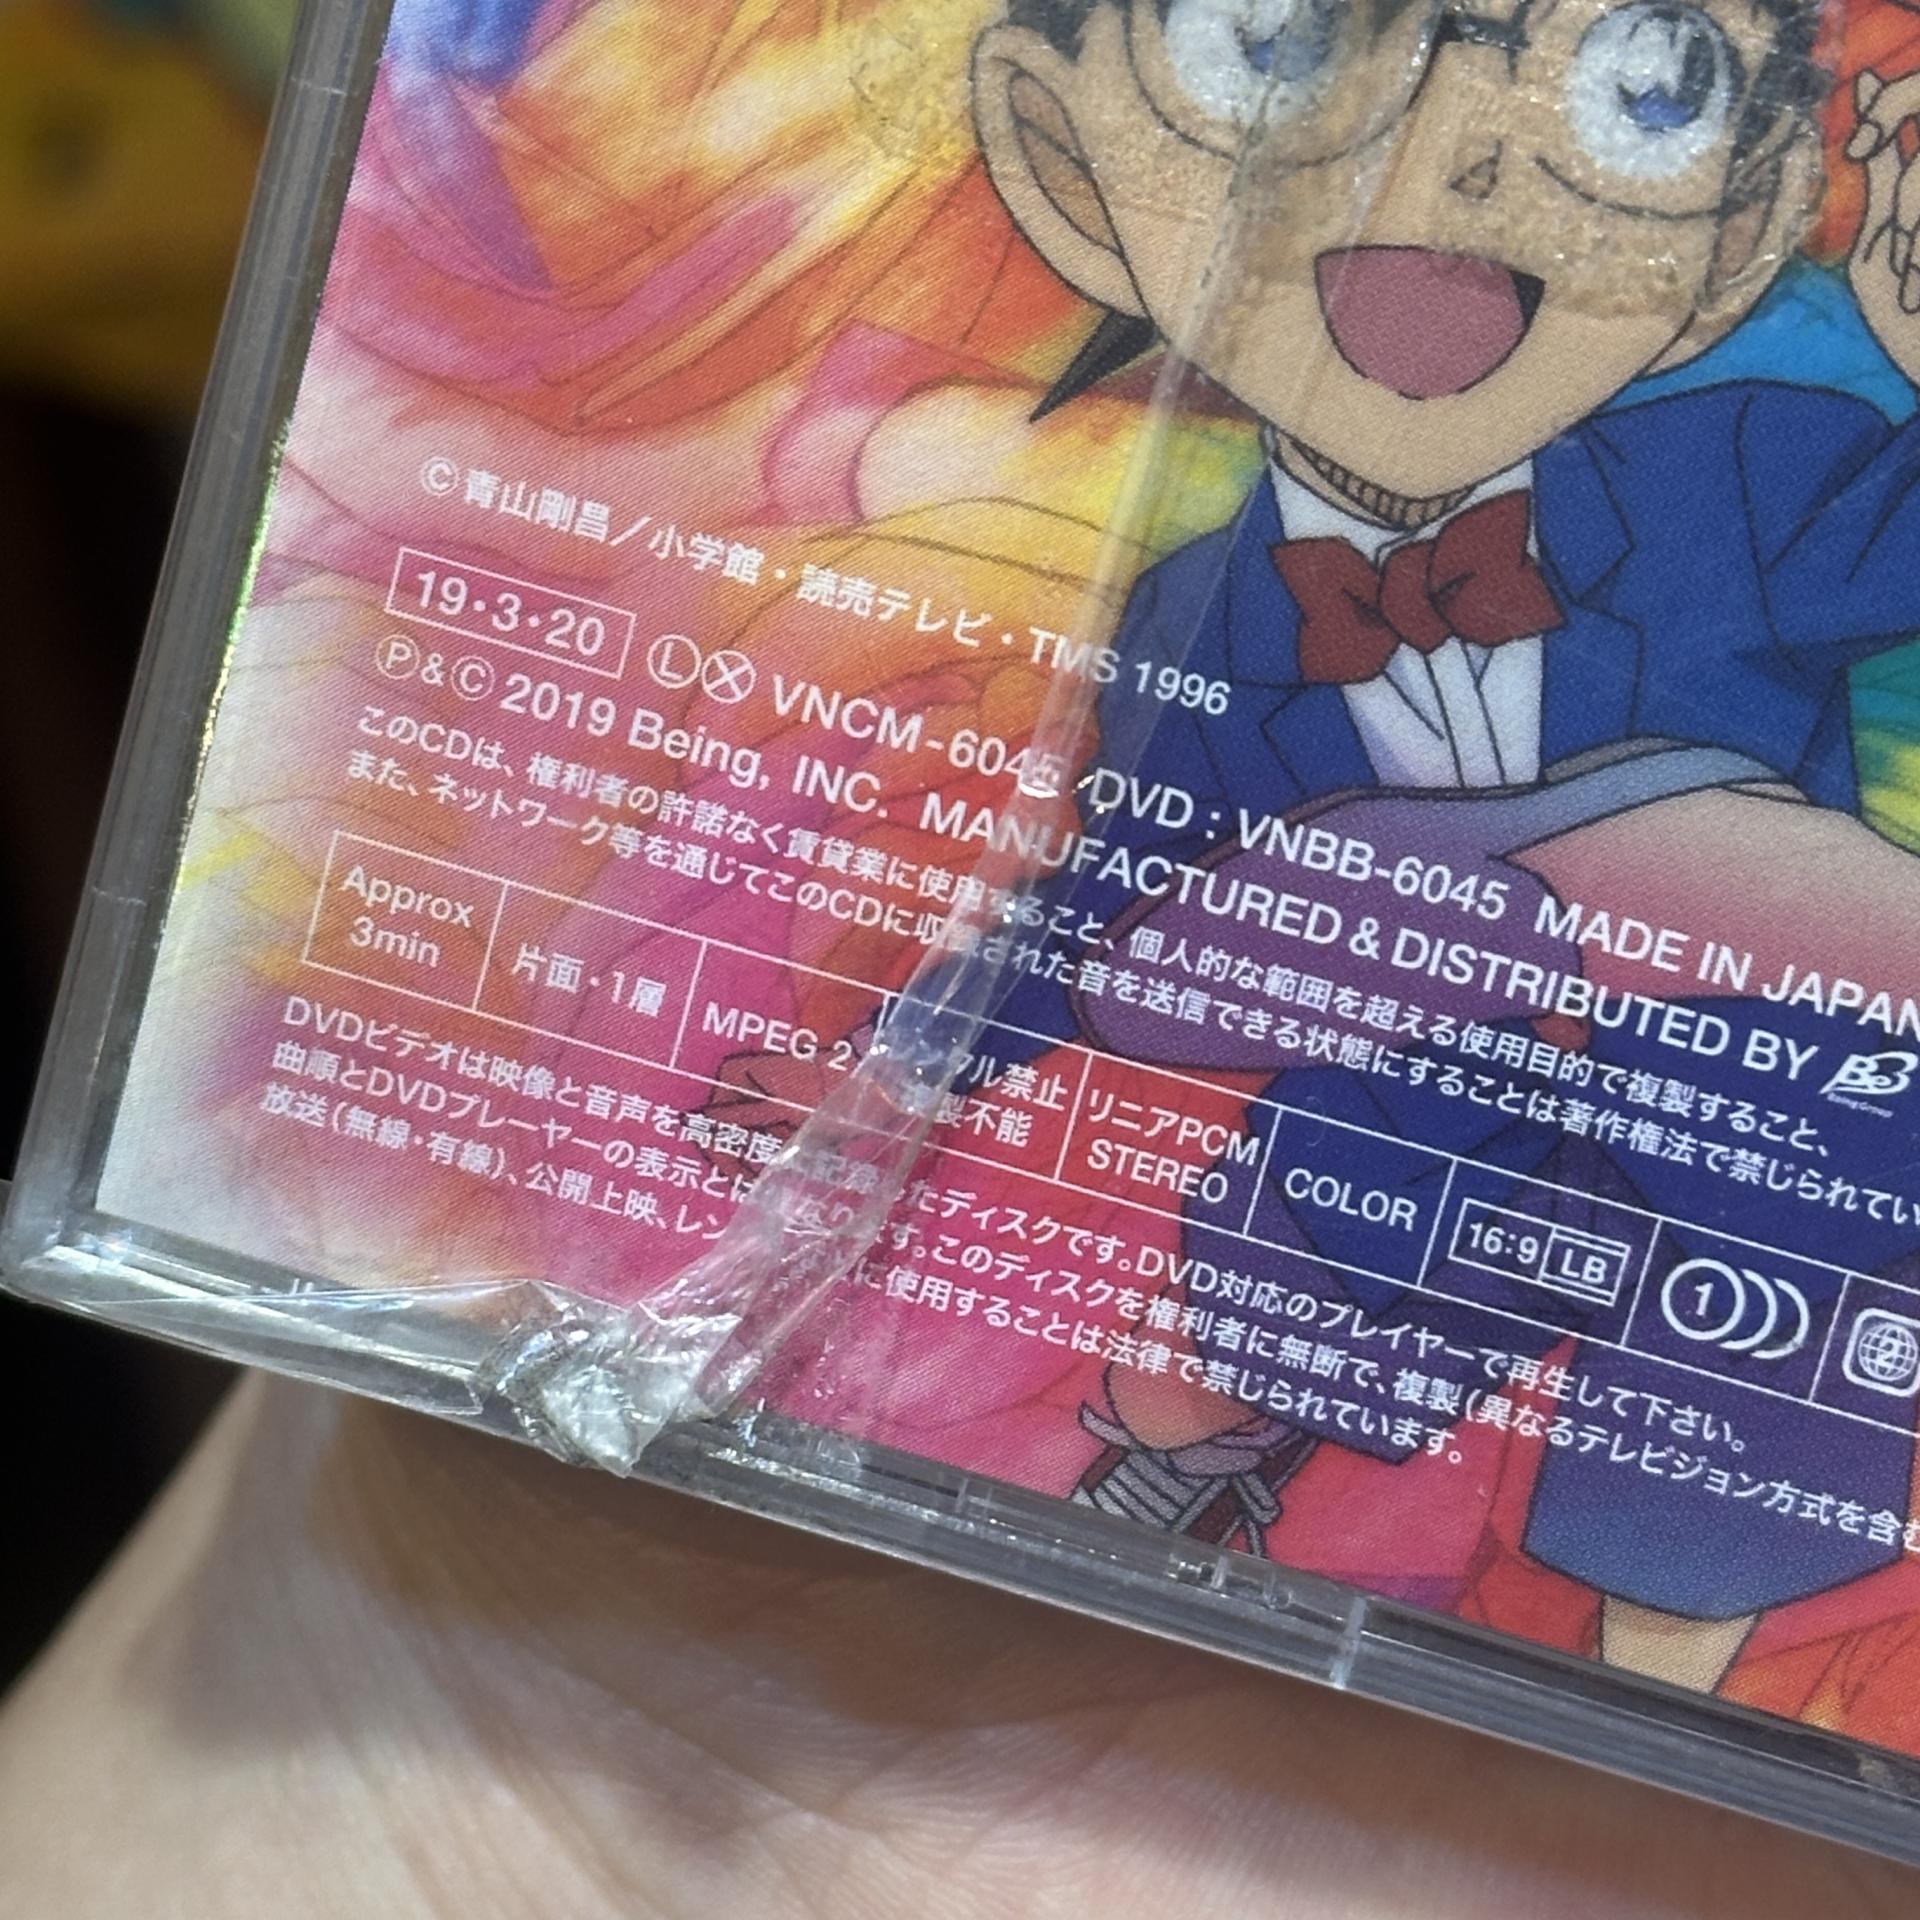 ©青山剛昌／小学館・読売テレビ・TMS 1996
19・3・20 Ⓛ Ⓧ VNCM-6045 DVD : VNBB-6045 MADE IN JAPAN
Ⓟ&© 2019 Being, INC. MANUFACTURED & DISTRIBUTED BY
このCDは、権利者の許諾なく賃貸業に使用すること、個人的な範囲を超える使用目的で複製すること、
また、ネットワーク等を通じてこのCDに収録された音を送信できる状態にすることは著作権法で禁じられてい
Approx 3min
片面・1層
MPEG 2
禁止
不能
リニアPCM STEREO
COLOR
16:9 LB
1
2
DVDビデオは映像と音声を高密度に記録したディスクです。DVD対応のプレイヤーで再生して下さい。
曲順とDVDプレーヤーの表示とは す。このディスクを権利者に無断で、複製(異なるテレビジョン方式を含む
放送(無線・有線)、公開上映、レン に使用することは法律で禁じられています。